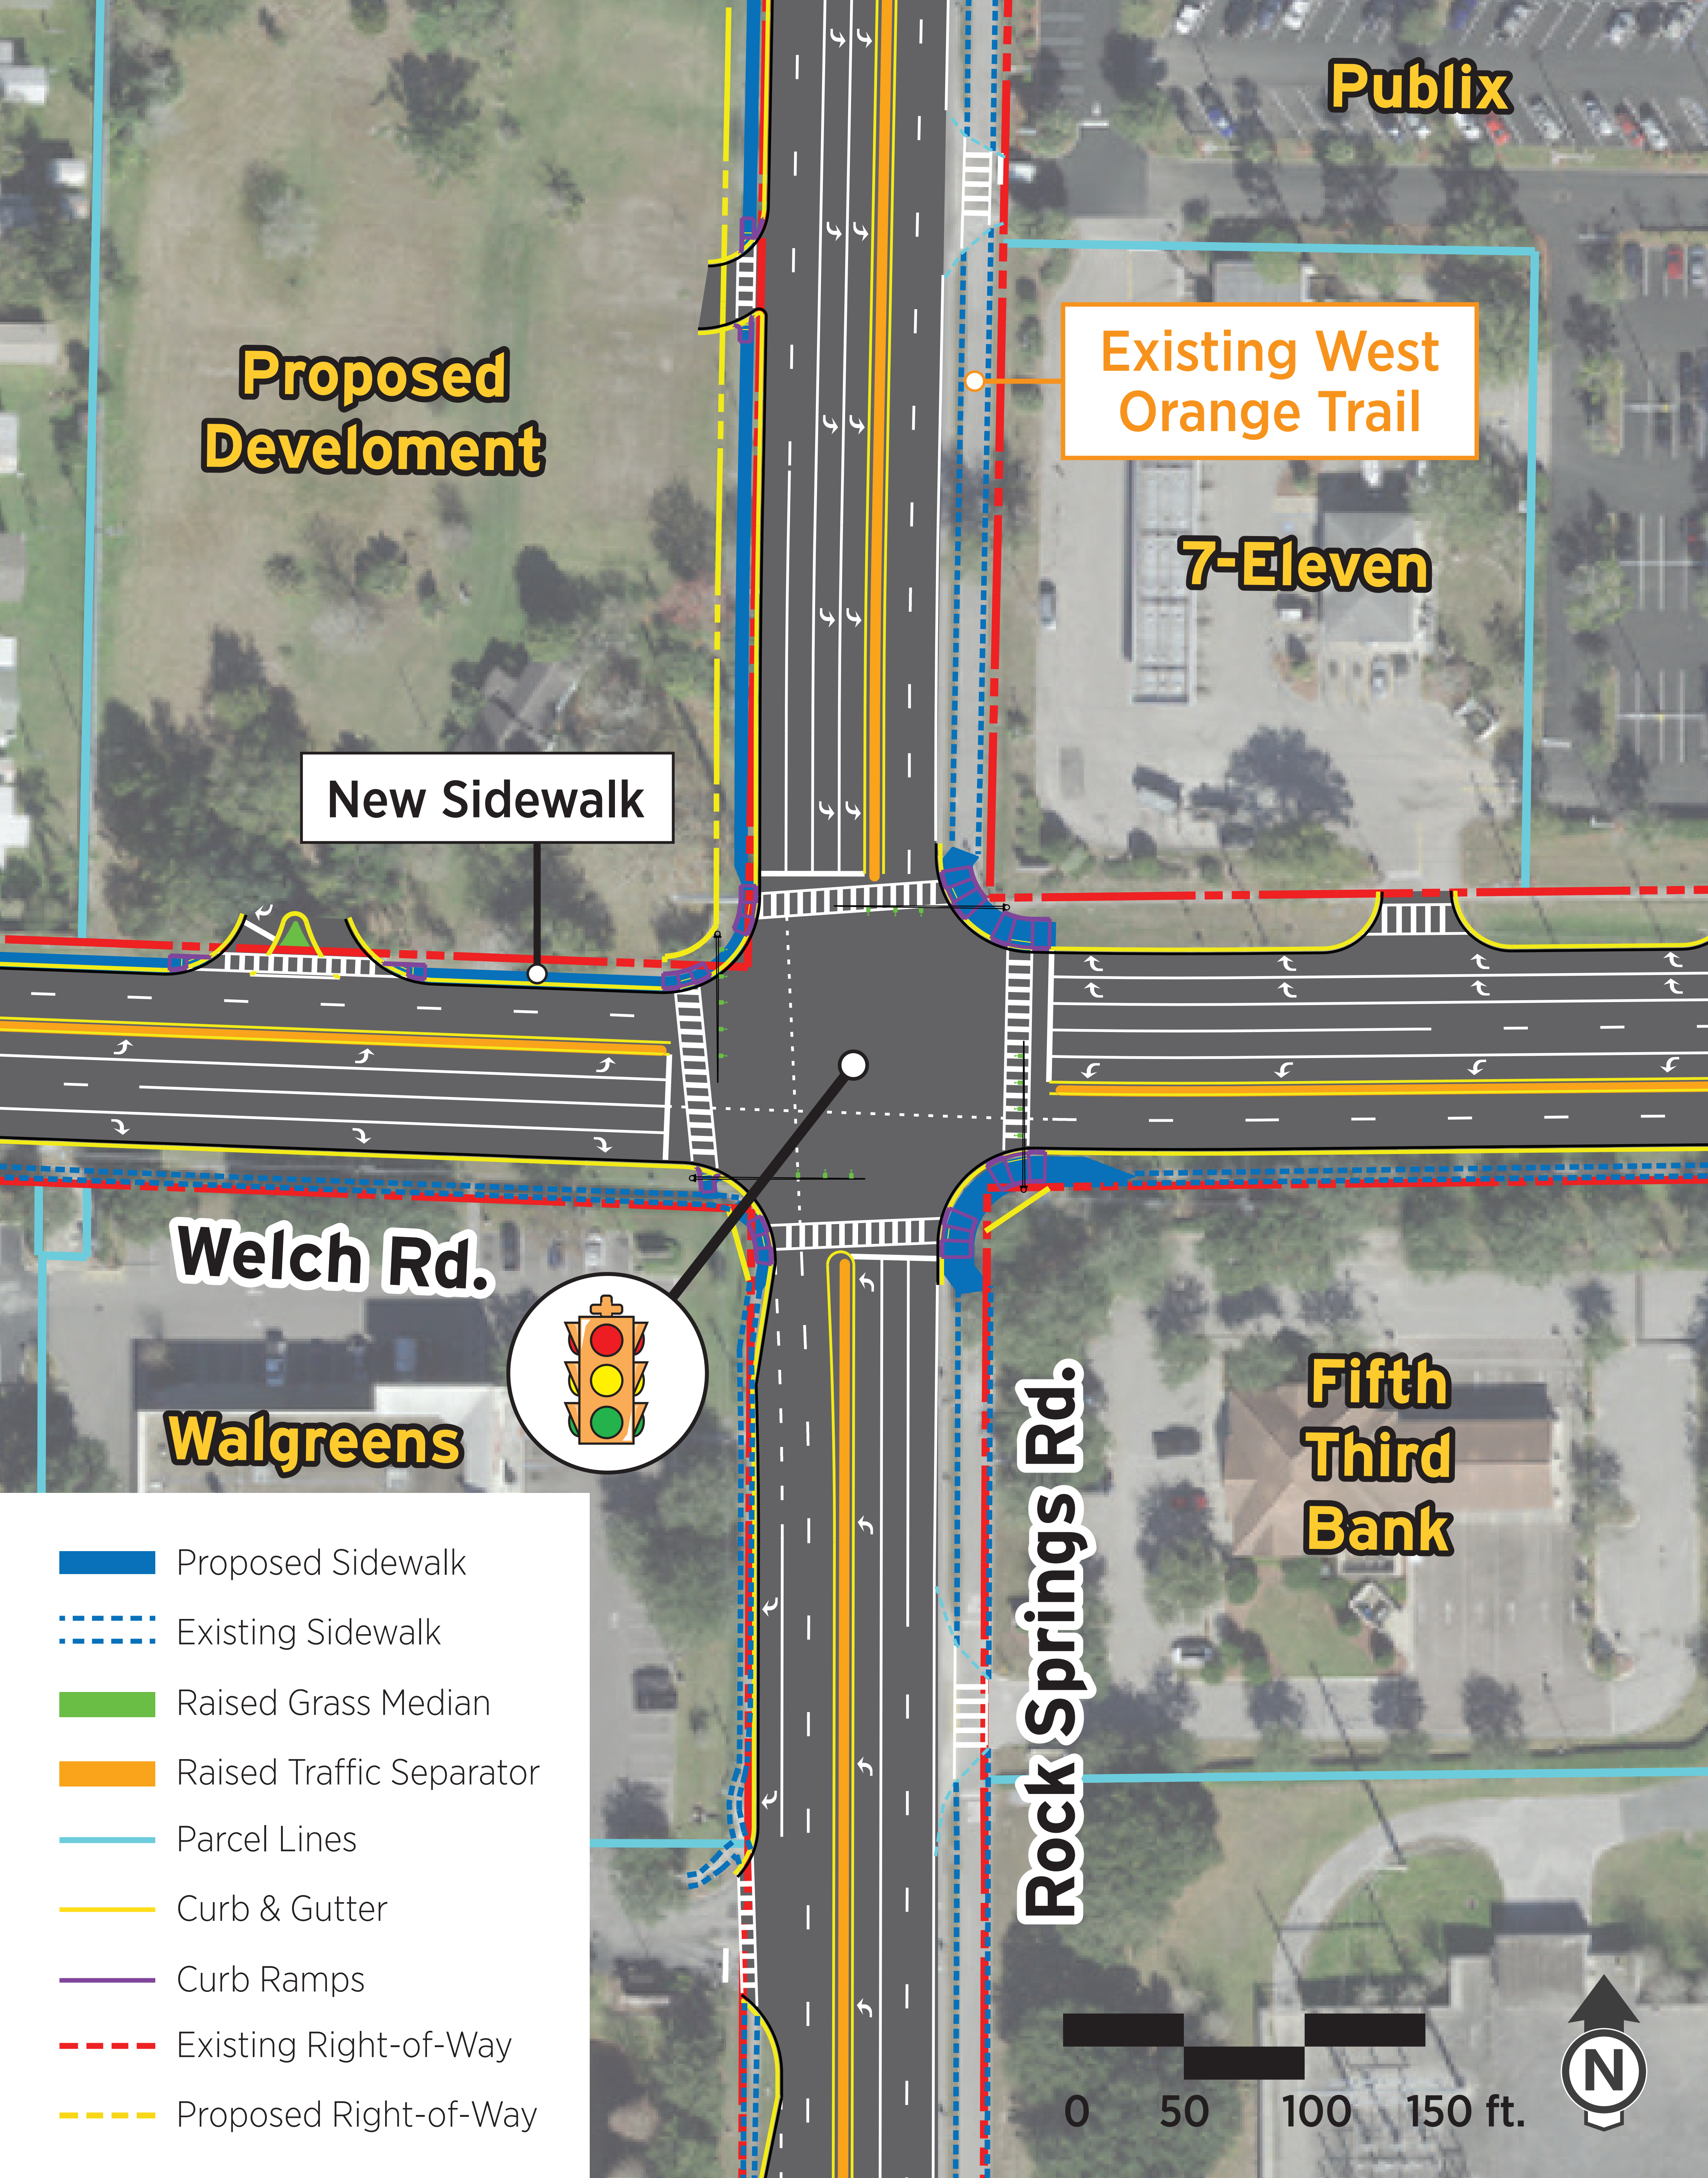 Publix
Existing West
Orange Trail
Proposed
Develoment
7-Eleven
New Sidewalk
Welch Rd.
Walgreens
Rock Springs Rd.
Fifth
Third
Bank
Proposed Sidewalk
Existing Sidewalk
Raised Grass Median
Raised Traffic Separator
Parcel Lines
Curb & Gutter
Curb Ramps
Existing Right-of-Way
Proposed Right-of-Way
0 50 100 150 ft.
N